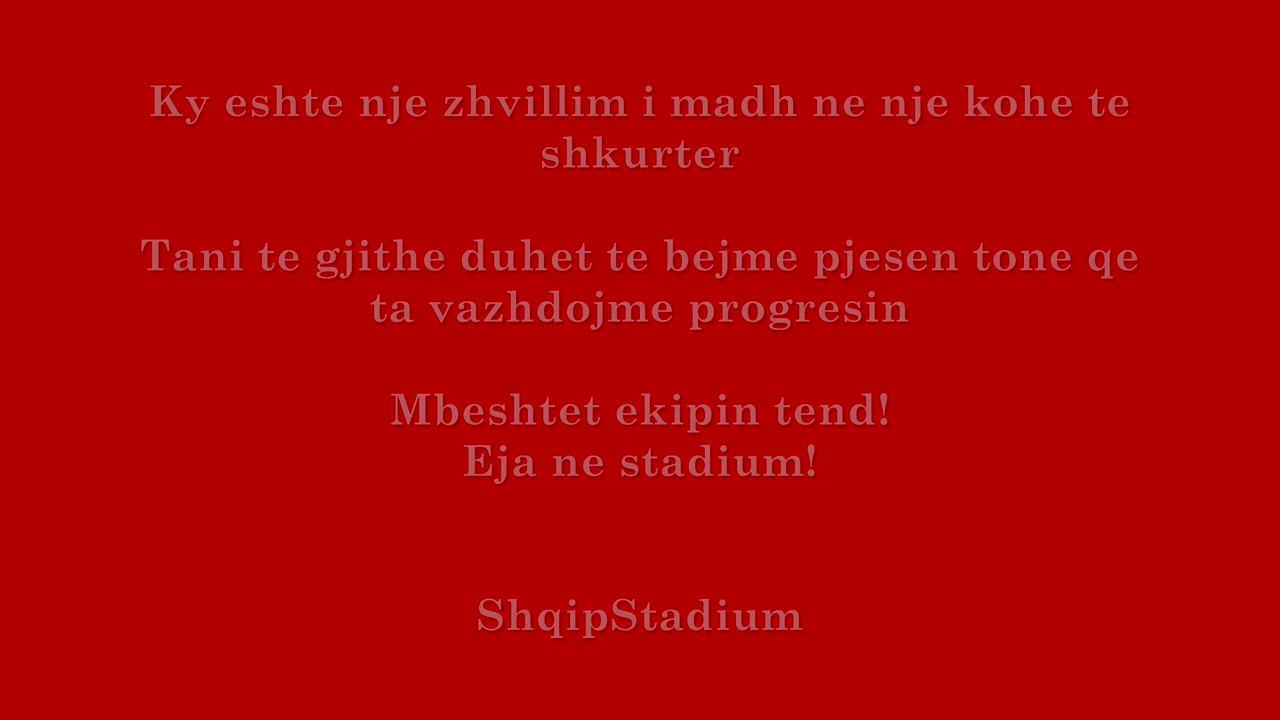 Ky eshte nje zhvillim i madh ne nje kohe te
shkurter
Tani te gjithe duhet te bejme pjesen tone qe
ta vazhdojme progresin
Mbeshtet ekipin tend!
Eja ne stadium!
ShqipStadium